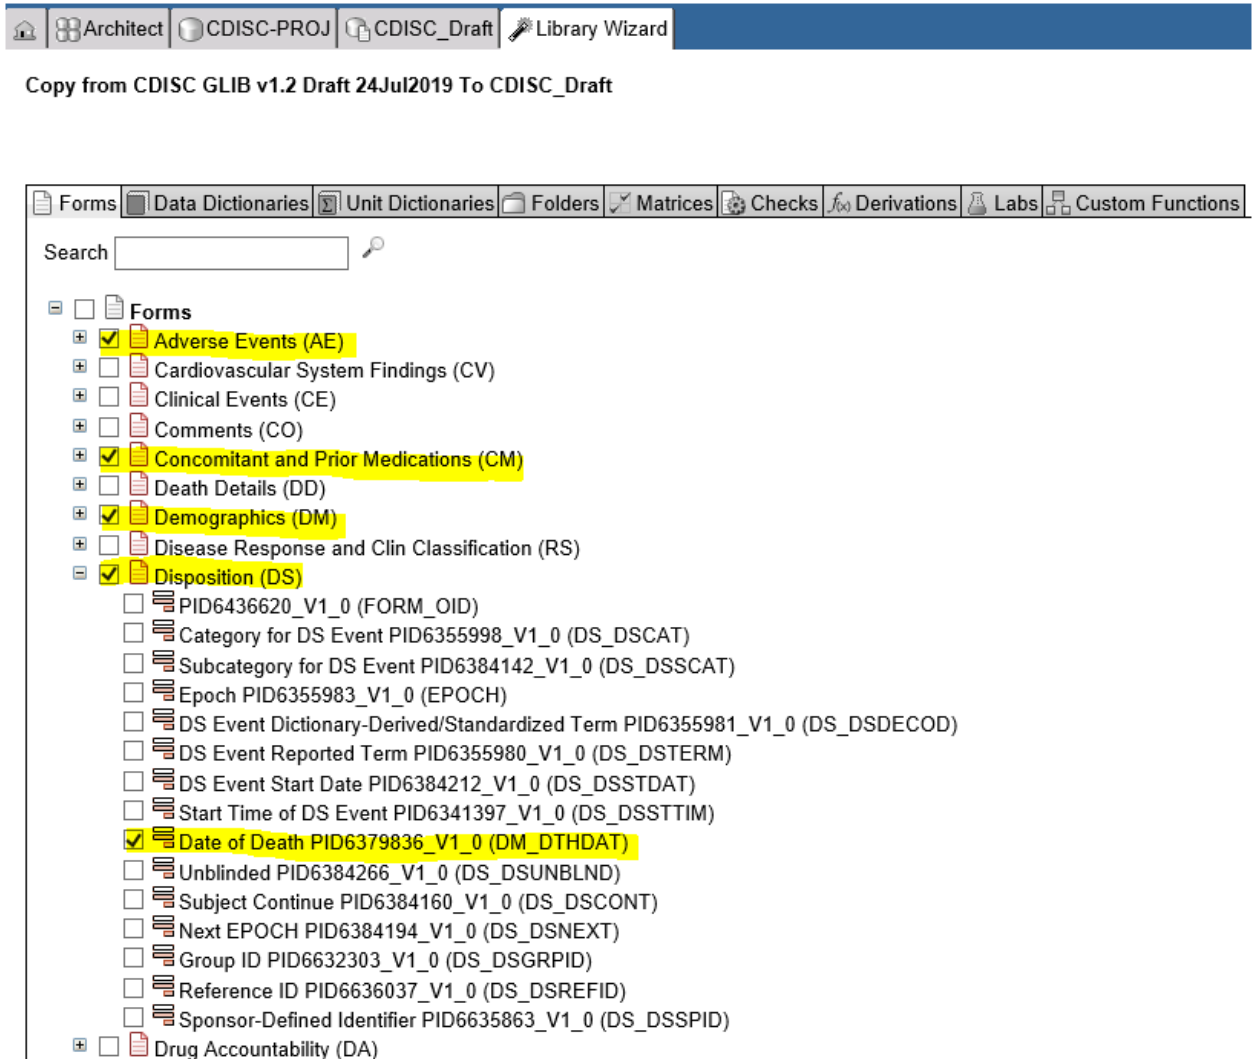 Architect CDISC-PROJ CDISC_Draft Library Wizard
Copy from CDISC GLIB v1.2 Draft 24Jul2019 To CDISC_Draft
Forms Data Dictionaries Unit Dictionaries Folders Matrices Checks Derivations Labs Custom Functions
Search
Forms
Adverse Events (AE)
Cardiovascular System Findings (CV)
Clinical Events (CE)
Comments (CO)
Concomitant and Prior Medications (CM)
Death Details (DD)
Demographics (DM)
Disease Response and Clin Classification (RS)
Disposition (DS)
PID6436620_V1_0 (FORM_OID)
Category for DS Event PID6355998_V1_0 (DS_DSCAT)
Subcategory for DS Event PID6384142_V1_0 (DS_DSSCAT)
Epoch PID6355983_V1_0 (EPOCH)
DS Event Dictionary-Derived/Standardized Term PID6355981_V1_0 (DS_DSDECOD)
DS Event Reported Term PID6355980_V1_0 (DS_DSTERM)
DS Event Start Date PID6384212_V1_0 (DS_DSSTDAT)
Start Time of DS Event PID6341397_V1_0 (DS_DSSTTIM)
Date of Death PID6379836_V1_0 (DM_DTHDAT)
Unblinded PID6384266_V1_0 (DS_DSUNBLND)
Subject Continue PID6384160_V1_0 (DS_DSCONT)
Next EPOCH PID6384194_V1_0 (DS_DSNEXT)
Group ID PID6632303_V1_0 (DS_DSGRPID)
Reference ID PID6636037_V1_0 (DS_DSREFID)
Sponsor-Defined Identifier PID6635863_V1_0 (DS_DSSPID)
Drug Accountability (DA)